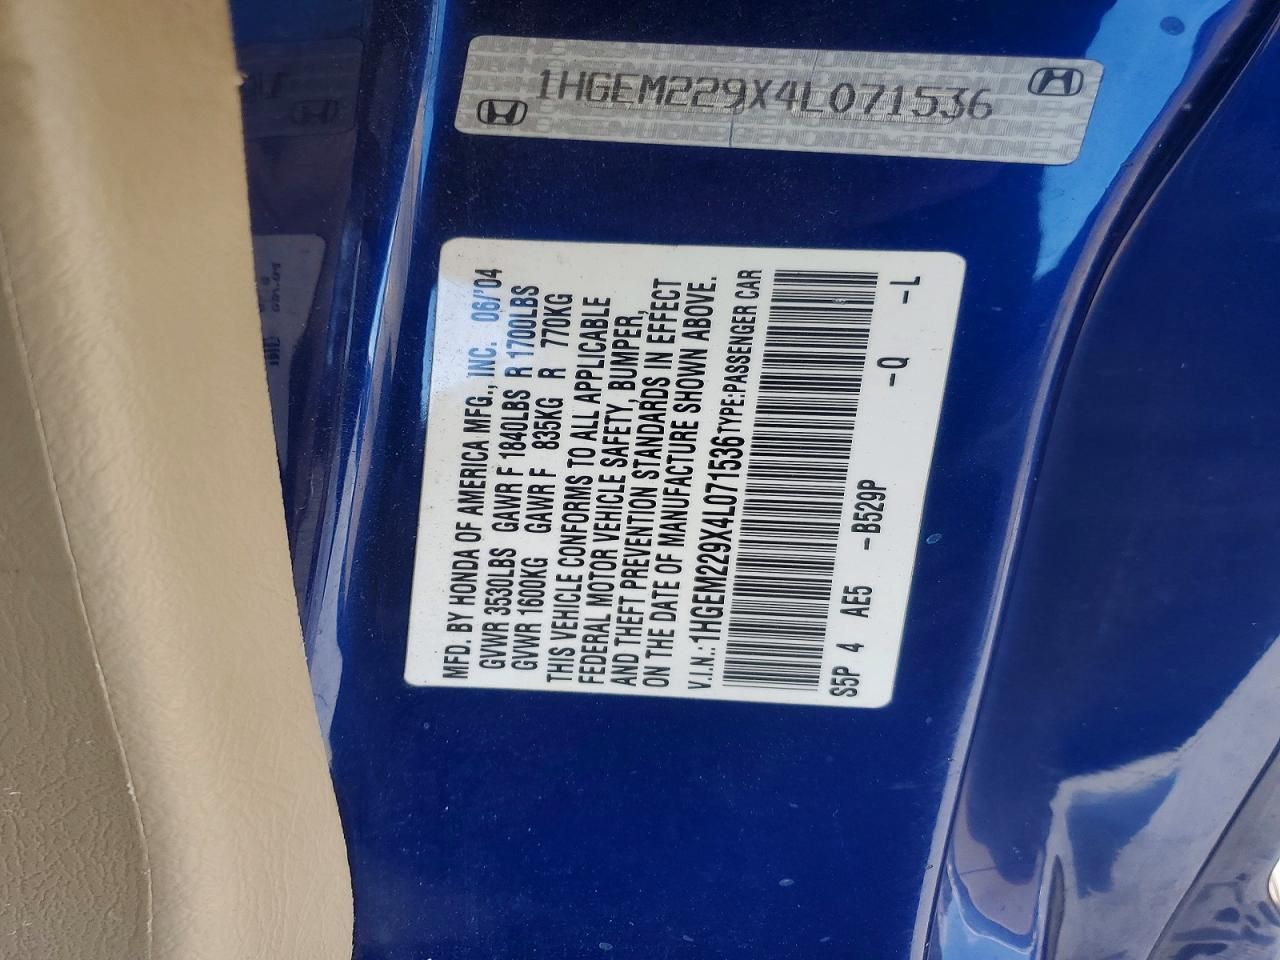 1HGEM229X4L071536
MFD. BY HONDA OF AMERICA MFG., INC. 06/'04
GVWR 3530LBS GAWR F 1840LBS R 1700LBS
GVWR 1600KG GAWR F 835KG R 770KG
THIS VEHICLE CONFORMS TO ALL APPLICABLE
FEDERAL MOTOR VEHICLE SAFETY, BUMPER,
AND THEFT PREVENTION STANDARDS IN EFFECT
ON THE DATE OF MANUFACTURE SHOWN ABOVE.
V.I.N.: 1HGEM229X4L071536 TYPE:PASSENGER CAR
S5P 4 AE5 -B529P -Q -L